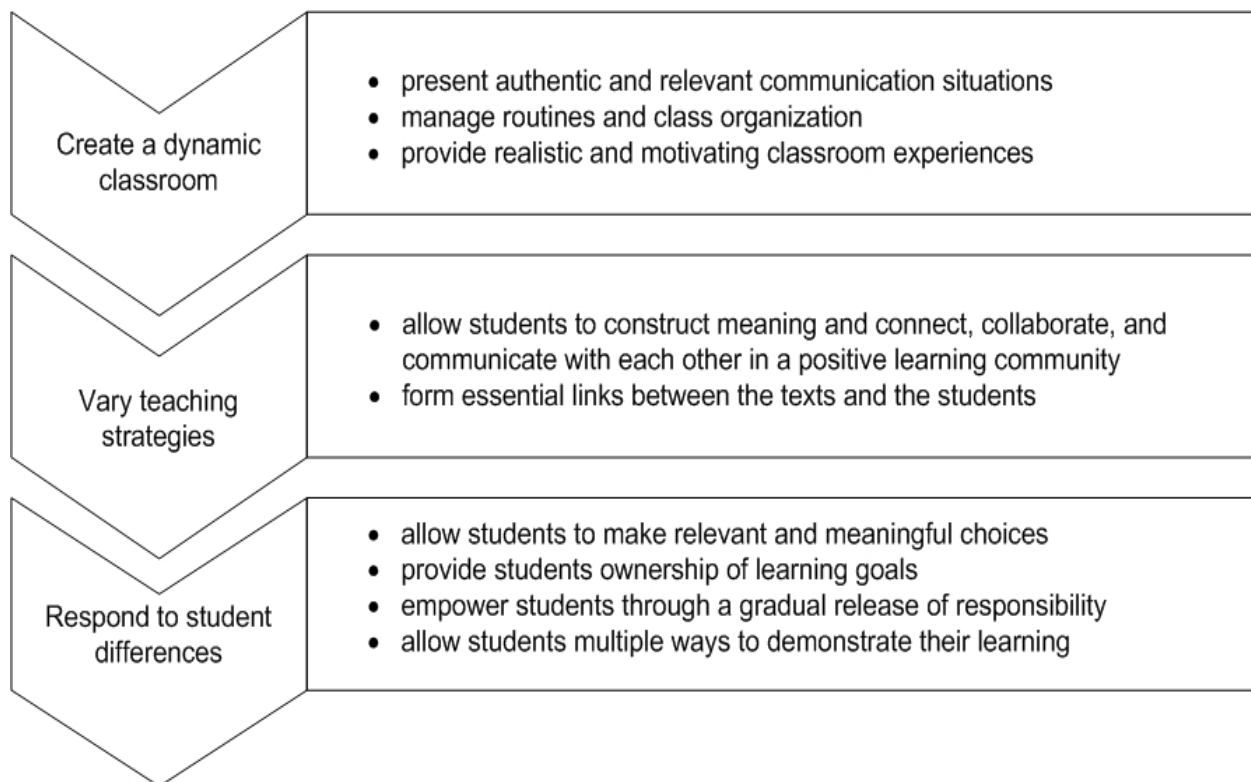 Create a dynamic
classroom
• present authentic and relevant communication situations
• manage routines and class organization
• provide realistic and motivating classroom experiences
Vary teaching
strategies
• allow students to construct meaning and connect, collaborate, and
communicate with each other in a positive learning community
• form essential links between the texts and the students
Respond to student
differences
• allow students to make relevant and meaningful choices
• provide students ownership of learning goals
• empower students through a gradual release of responsibility
• allow students multiple ways to demonstrate their learning